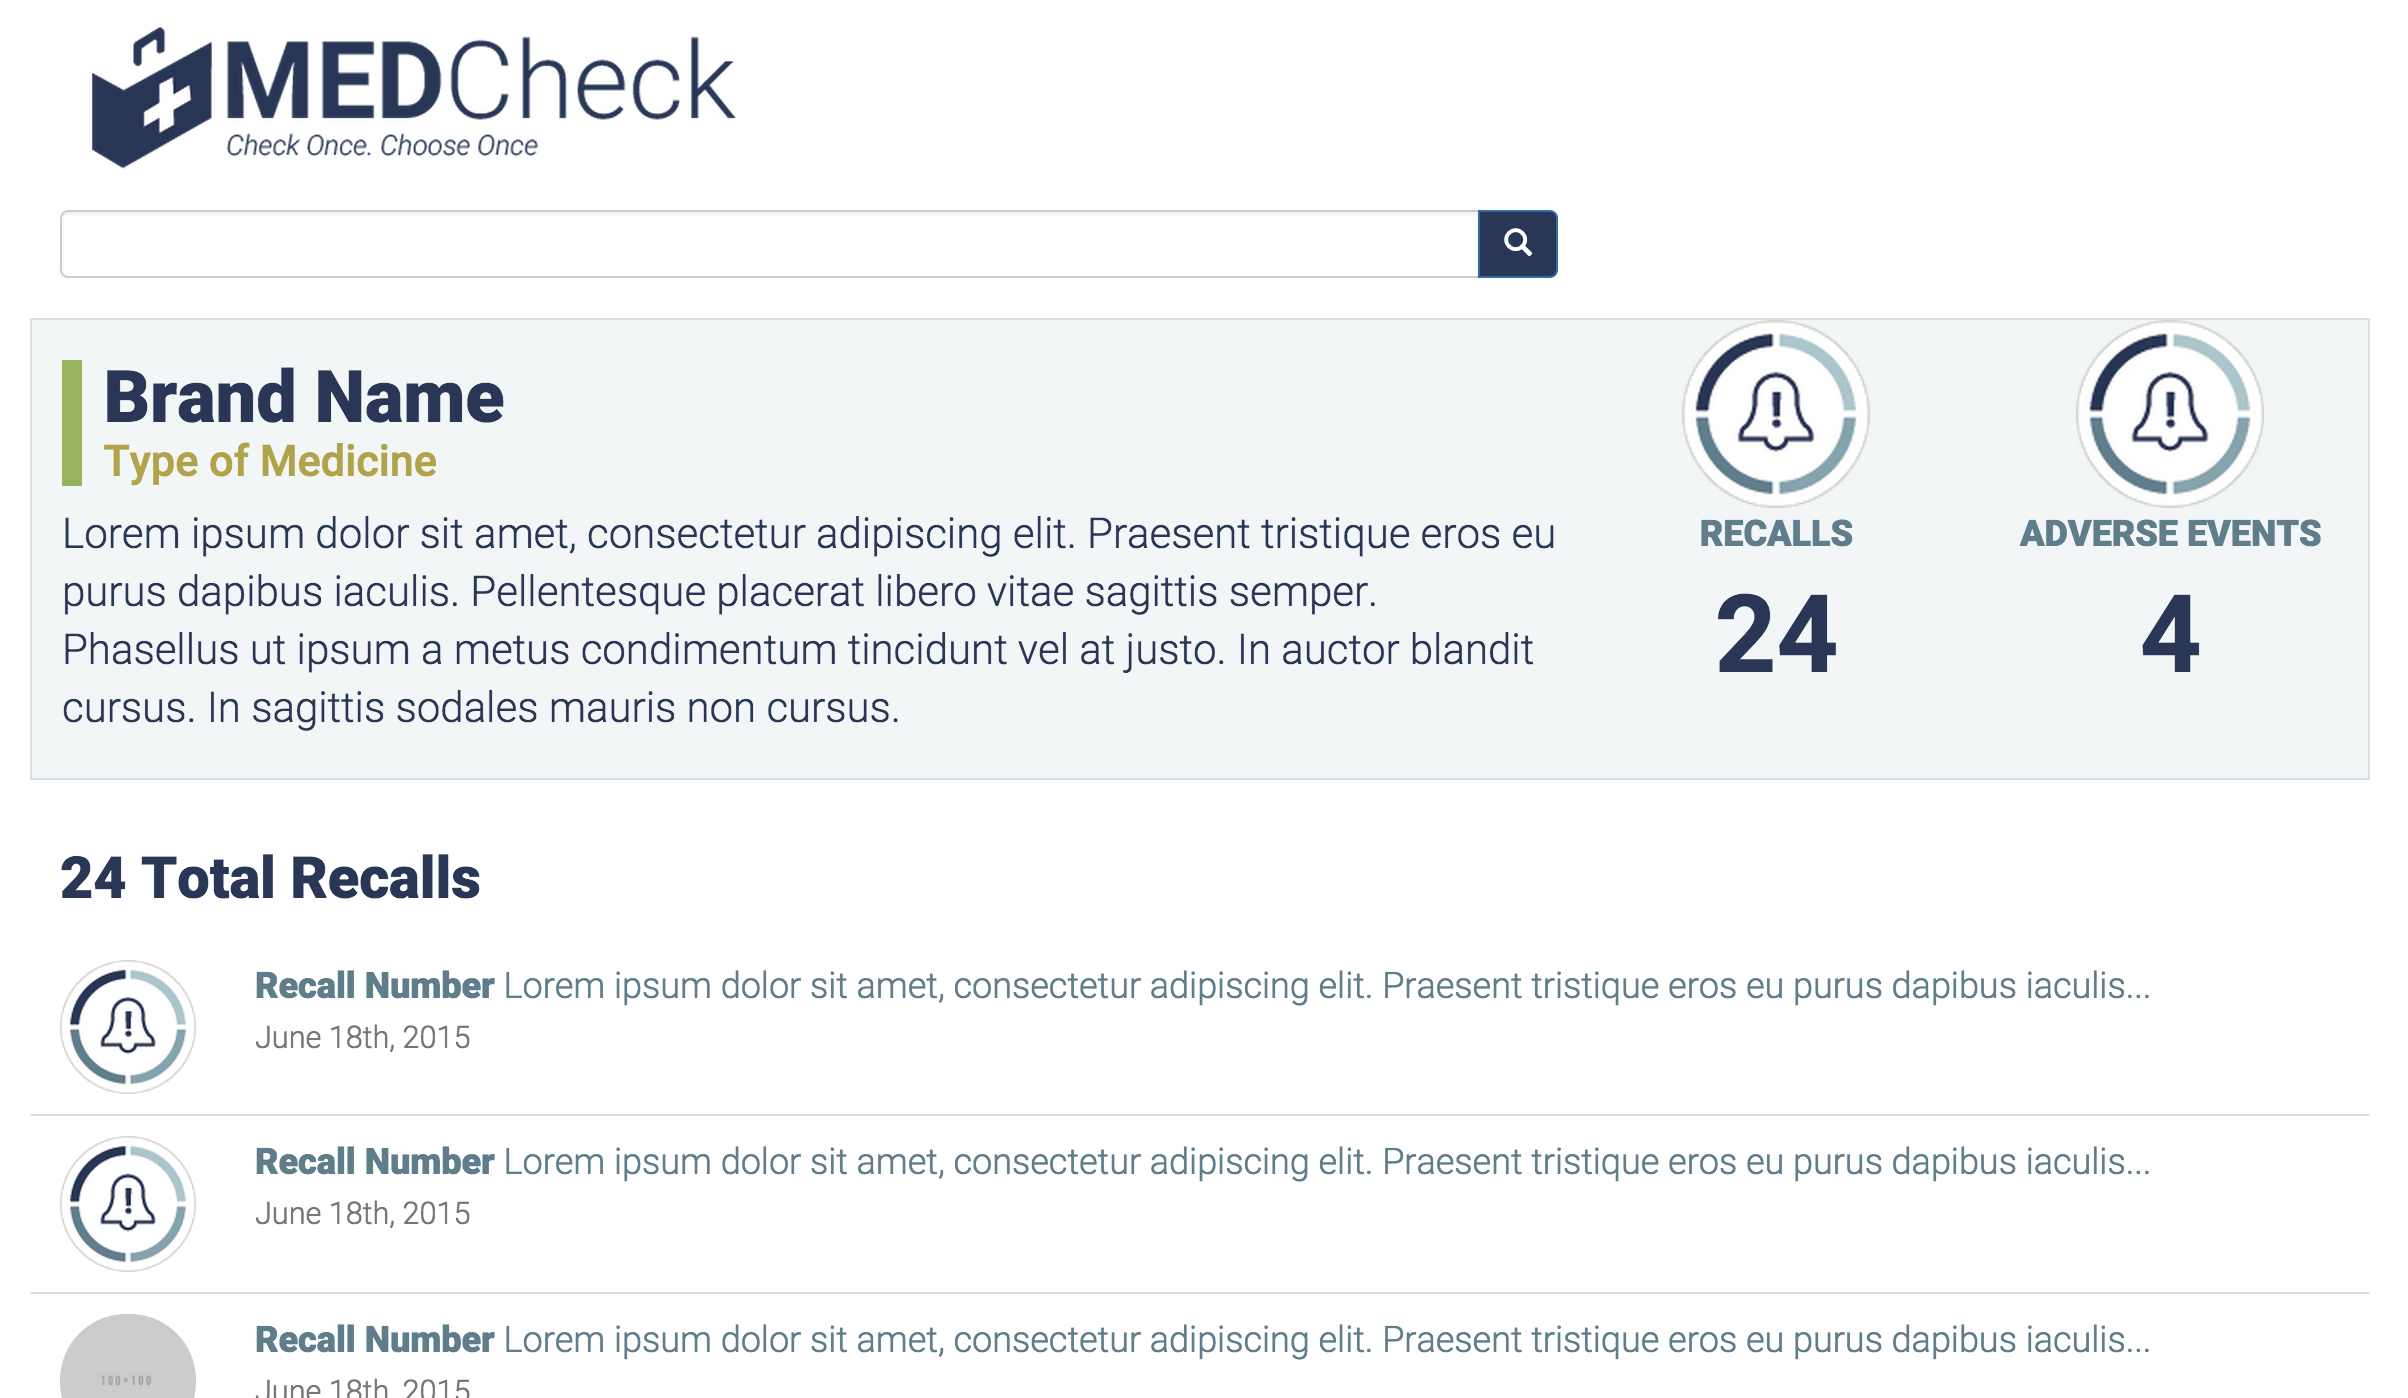 MEDCheck
Check Once. Choose Once
Brand Name
Type of Medicine
Lorem ipsum dolor sit amet, consectetur adipiscing elit. Praesent tristique eros eu
purus dapibus iaculis. Pellentesque placerat libero vitae sagittis semper.
Phasellus ut ipsum a metus condimentum tincidunt vel at justo. In auctor blandit
cursus. In sagittis sodales mauris non cursus.
RECALLS
24
ADVERSE EVENTS
4
24 Total Recalls
Recall Number Lorem ipsum dolor sit amet, consectetur adipiscing elit. Praesent tristique eros eu purus dapibus iaculis...
June 18th, 2015
Recall Number Lorem ipsum dolor sit amet, consectetur adipiscing elit. Praesent tristique eros eu purus dapibus iaculis...
June 18th, 2015
100×100
Recall Number Lorem ipsum dolor sit amet, consectetur adipiscing elit. Praesent tristique eros eu purus dapibus iaculis...
June 18th, 2015